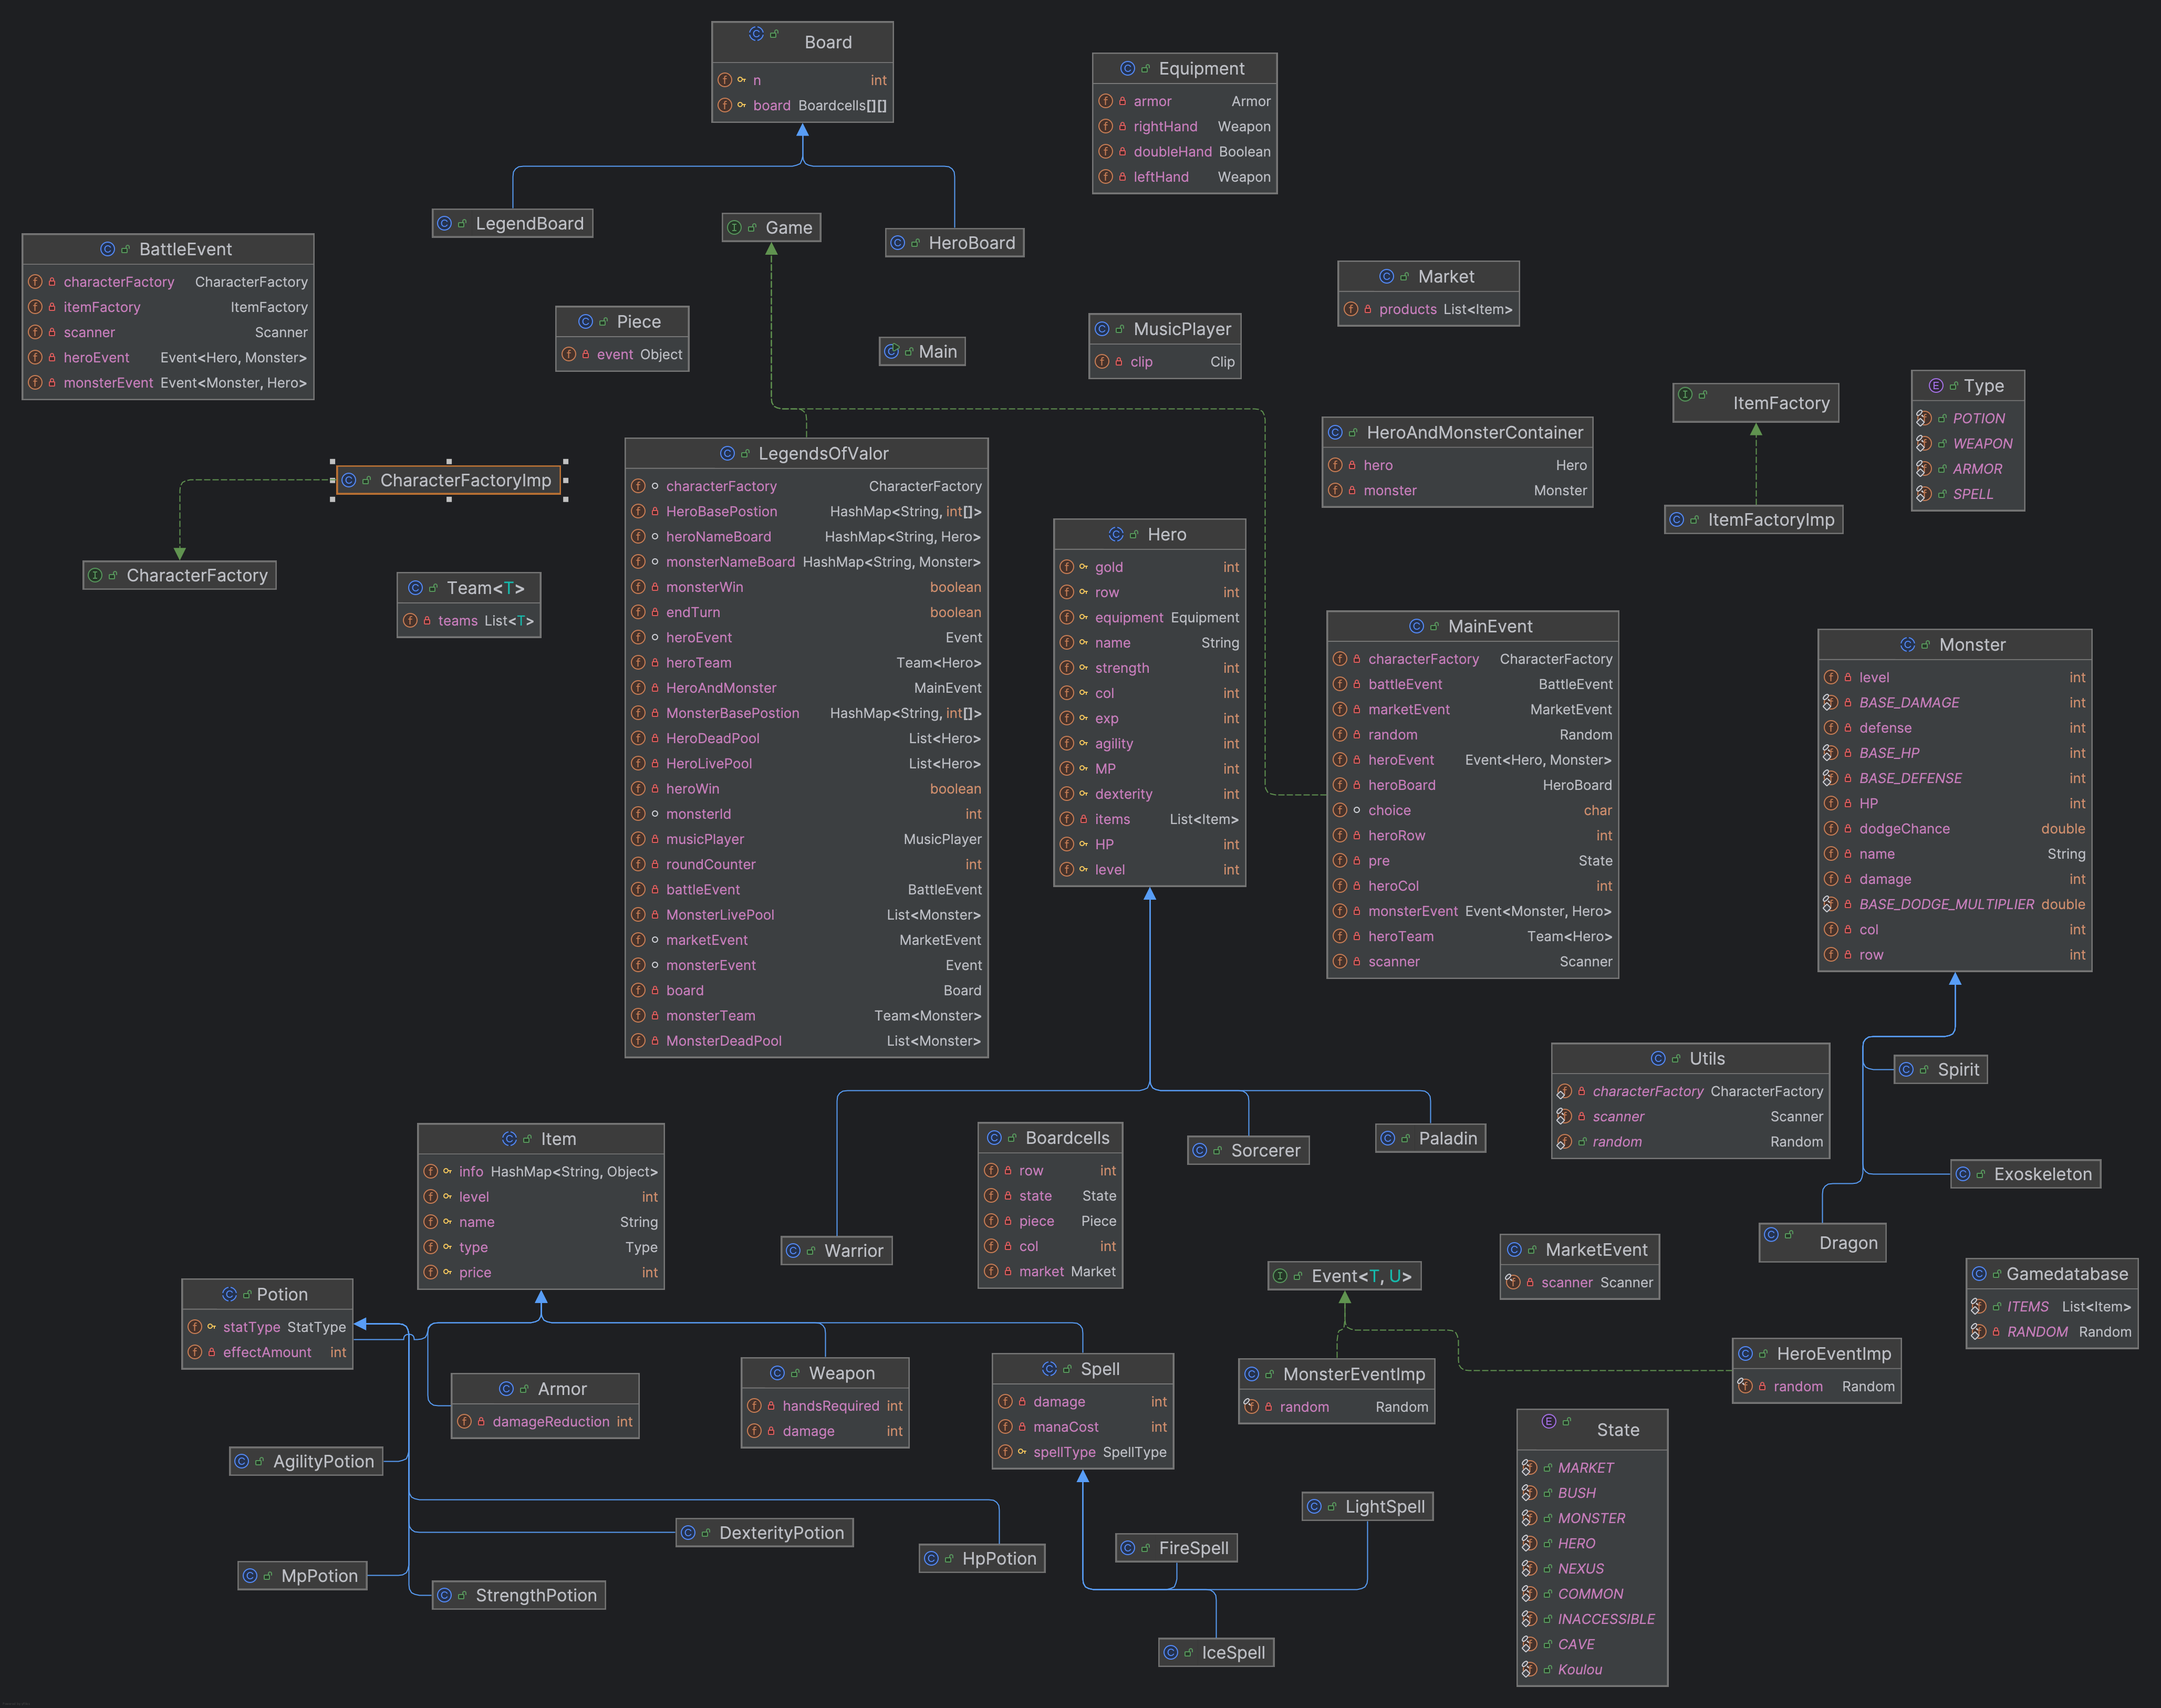 Board
n int
board Boardcells[][]
Equipment
armor Armor
rightHand Weapon
doubleHand Boolean
leftHand Weapon
LegendBoard
Game
HeroBoard
BattleEvent
characterFactory CharacterFactory
itemFactory ItemFactory
scanner Scanner
heroEvent Event<Hero, Monster>
monsterEvent Event<Monster, Hero>
Market
products List<Item>
Piece
event Object
Main
MusicPlayer
clip Clip
ItemFactory
Type
POTION
WEAPON
ARMOR
SPELL
HeroAndMonsterContainer
hero Hero
monster Monster
CharacterFactoryImp
ItemFactoryImp
CharacterFactory
Team<T>
teams List<T>
LegendsOfValor
characterFactory CharacterFactory
HeroBasePostion HashMap<String, int[]>
heroNameBoard HashMap<String, Hero>
monsterNameBoard HashMap<String, Monster>
monsterWin boolean
endTurn boolean
heroEvent Event
heroTeam Team<Hero>
HeroAndMonster MainEvent
MonsterBasePostion HashMap<String, int[]>
HeroDeadPool List<Hero>
HeroLivePool List<Hero>
heroWin boolean
monsterId int
musicPlayer MusicPlayer
roundCounter int
battleEvent BattleEvent
MonsterLivePool List<Monster>
marketEvent MarketEvent
monsterEvent Event
board Board
monsterTeam Team<Monster>
MonsterDeadPool List<Monster>
Hero
gold int
row int
equipment Equipment
name String
strength int
col int
exp int
agility int
MP int
dexterity int
items List<Item>
HP int
level int
MainEvent
characterFactory CharacterFactory
battleEvent BattleEvent
marketEvent MarketEvent
random Random
heroEvent Event<Hero, Monster>
heroBoard HeroBoard
choice char
heroRow int
pre State
heroCol int
monsterEvent Event<Monster, Hero>
heroTeam Team<Hero>
scanner Scanner
Monster
level int
BASE_DAMAGE int
defense int
BASE_HP int
BASE_DEFENSE int
HP int
dodgeChance double
name String
damage int
BASE_DODGE_MULTIPLIER double
col int
row int
Utils
characterFactory CharacterFactory
scanner Scanner
random Random
Spirit
Exoskeleton
Dragon
Item
info HashMap<String, Object>
level int
name String
type Type
price int
Boardcells
row int
state State
piece Piece
col int
market Market
Sorcerer
Paladin
Warrior
Event<T, U>
MarketEvent
scanner Scanner
Gamedatabase
ITEMS List<Item>
RANDOM Random
Potion
statType StatType
effectAmount int
Armor
damageReduction int
Weapon
handsRequired int
damage int
Spell
damage int
manaCost int
spellType SpellType
MonsterEventImp
random Random
HeroEventImp
random Random
State
MARKET
BUSH
MONSTER
HERO
NEXUS
COMMON
INACCESSIBLE
CAVE
Koulou
AgilityPotion
DexterityPotion
HpPotion
MpPotion
StrengthPotion
LightSpell
FireSpell
IceSpell